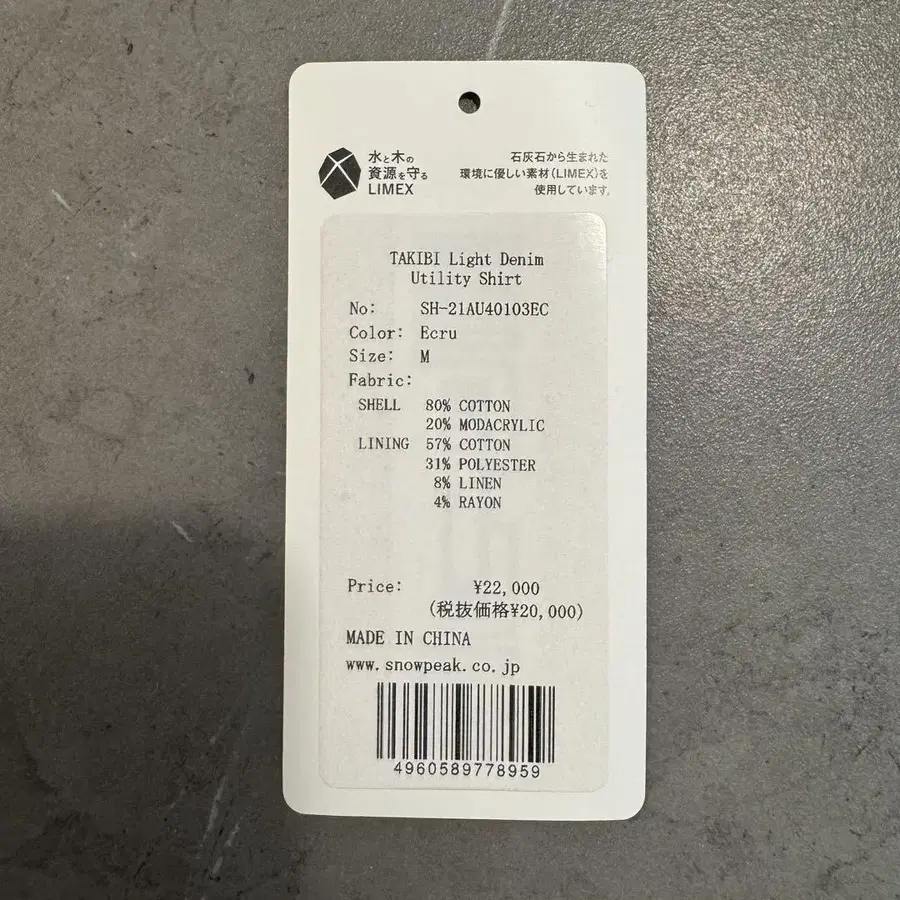 水と木の
資源を守る
LIMEX
石灰石から生まれた
環境に優しい素材(LIMEX)を
使用しています。
TAKIBI Light Denim
Utility Shirt
No: SH-21AU40103EC
Color: Ecru
Size: M
Fabric:
SHELL 80% COTTON
20% MODACRYLIC
LINING 57% COTTON
31% POLYESTER
8% LINEN
4% RAYON
Price: ¥22,000
(税抜価格¥20,000)
MADE IN CHINA
www.snowpeak.co.jp
4960589778959